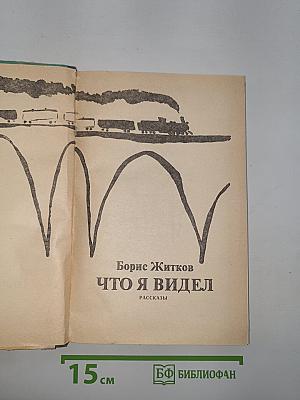 Борис Житков
ЧТО Я ВИДЕЛ
РАССКАЗЫ
15 см
БФ БИБЛИОФАН